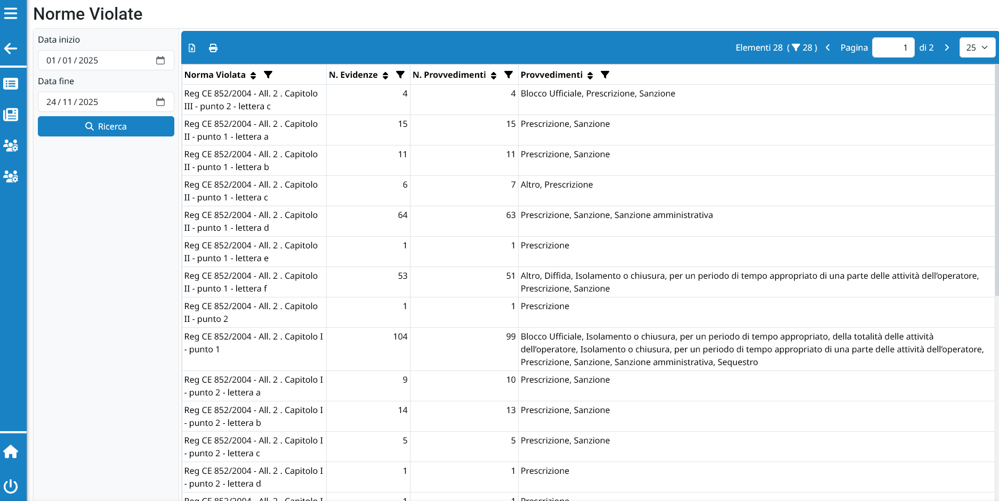 Norme Violate
Data inizio
01 / 01 / 2025
Data fine
24 / 11 / 2025
Ricerca
Elementi 28 ( 28 ) Pagina 1 di 2 25
Norma Violata N. Evidenze N. Provvedimenti Provvedimenti
Reg CE 852/2004 - All. 2 . Capitolo 4 4 Blocco Ufficiale, Prescrizione, Sanzione
III - punto 2 - lettera c
Reg CE 852/2004 - All. 2 . Capitolo 15 15 Prescrizione, Sanzione
II - punto 1 - lettera a
Reg CE 852/2004 - All. 2 . Capitolo 11 11 Prescrizione, Sanzione
II - punto 1 - lettera b
Reg CE 852/2004 - All. 2 . Capitolo 6 7 Altro, Prescrizione
II - punto 1 - lettera c
Reg CE 852/2004 - All. 2 . Capitolo 64 63 Prescrizione, Sanzione, Sanzione amministrativa
II - punto 1 - lettera d
Reg CE 852/2004 - All. 2 . Capitolo 1 1 Prescrizione
II - punto 1 - lettera e
Reg CE 852/2004 - All. 2 . Capitolo 53 51 Altro, Diffida, Isolamento o chiusura, per un periodo di tempo appropriato di una parte delle attività dell’operatore,
II - punto 1 - lettera f Prescrizione, Sanzione
Reg CE 852/2004 - All. 2 . Capitolo 1 1 Prescrizione
II - punto 2
Reg CE 852/2004 - All. 2 . Capitolo I 104 99 Blocco Ufficiale, Isolamento o chiusura, per un periodo di tempo appropriato, della totalità delle attività
- punto 1 dell’operatore, Isolamento o chiusura, per un periodo di tempo appropriato di una parte delle attività dell’operatore,
Prescrizione, Sanzione, Sanzione amministrativa, Sequestro
Reg CE 852/2004 - All. 2 . Capitolo I 9 10 Prescrizione, Sanzione
- punto 2 - lettera a
Reg CE 852/2004 - All. 2 . Capitolo I 14 13 Prescrizione, Sanzione
- punto 2 - lettera b
Reg CE 852/2004 - All. 2 . Capitolo I 5 5 Prescrizione, Sanzione
- punto 2 - lettera c
Reg CE 852/2004 - All. 2 . Capitolo I 1 1 Prescrizione
- punto 2 - lettera d
Reg CE 852/2004 - All. 2 . Capitolo I 1 1 Prescrizione